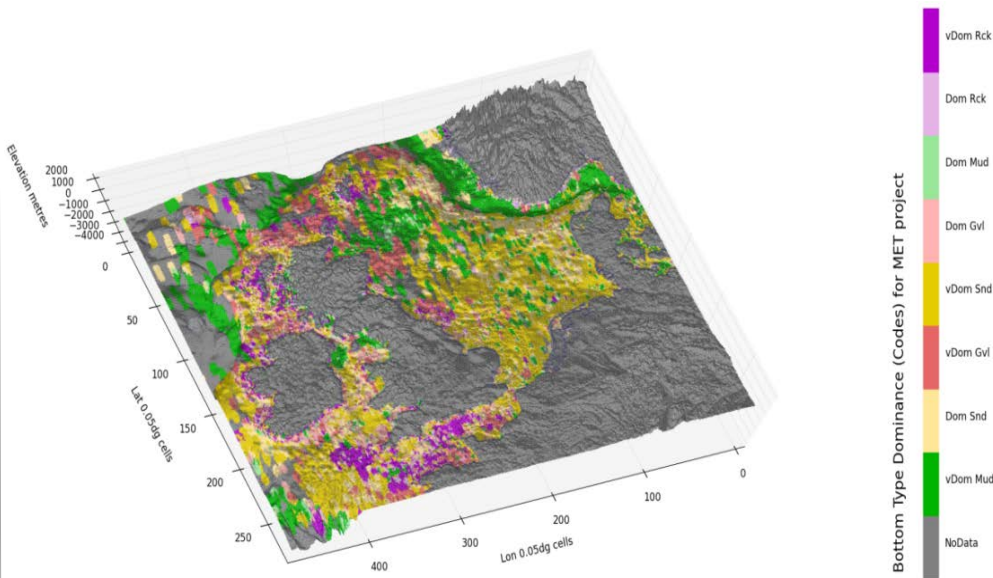 Elevation metres
2000
1000
0
−1000
−2000
−3000
−4000
0
50
100
150
200
250
Lat 0.05dg cells
400
300
200
100
0
Lon 0.05dg cells
Bottom Type Dominance (Codes) for MET project
vDom Rck
Dom Rck
Dom Mud
Dom Gvl
vDom Snd
vDom Gvl
Dom Snd
vDom Mud
NoData